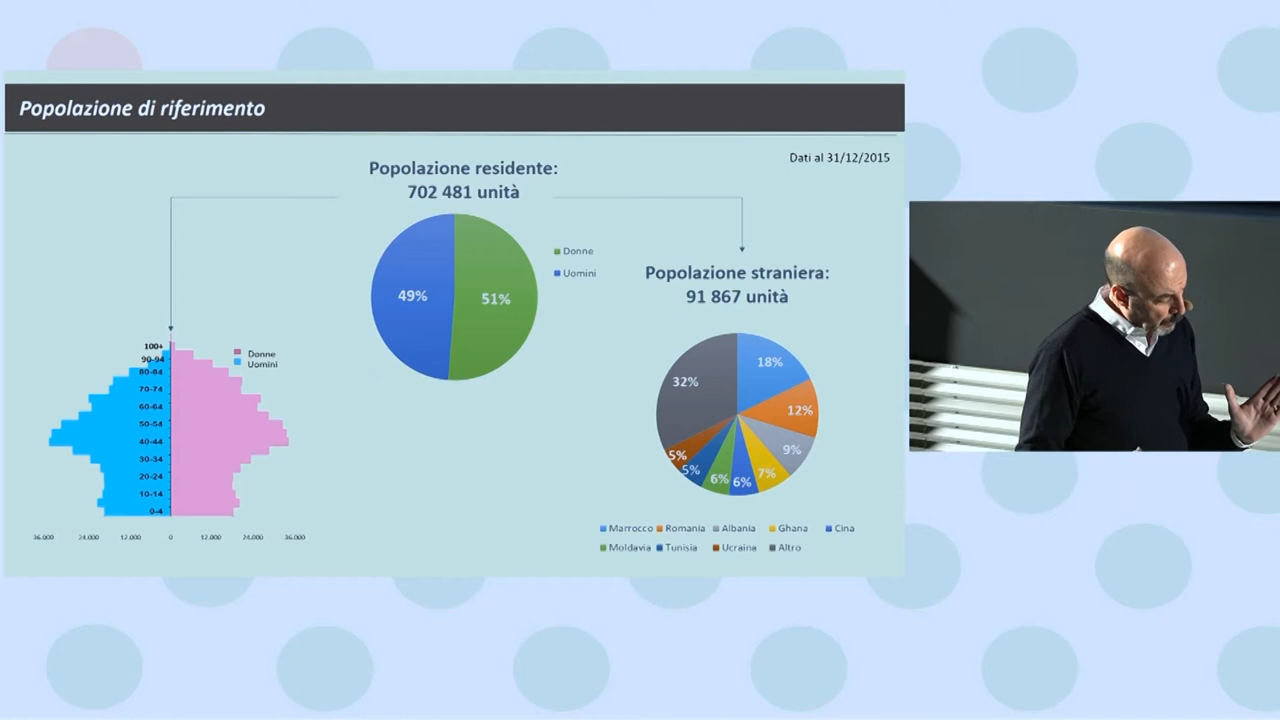 Popolazione di riferimento
Dati al 31/12/2015
Popolazione residente:
702 481 unità
49%
51%
Donne
Uomini
Popolazione straniera:
91 867 unità
18%
12%
9%
7%
6%
6%
5%
5%
32%
Marrocco Romania Albania Ghana Cina
Moldavia Tunisia Ucraina Altro
100+
90-94
80-84
70-74
60-64
50-54
40-44
30-34
20-24
10-14
0-4
Donne
Uomini
36.000 24.000 12.000 0 12.000 24.000 36.000